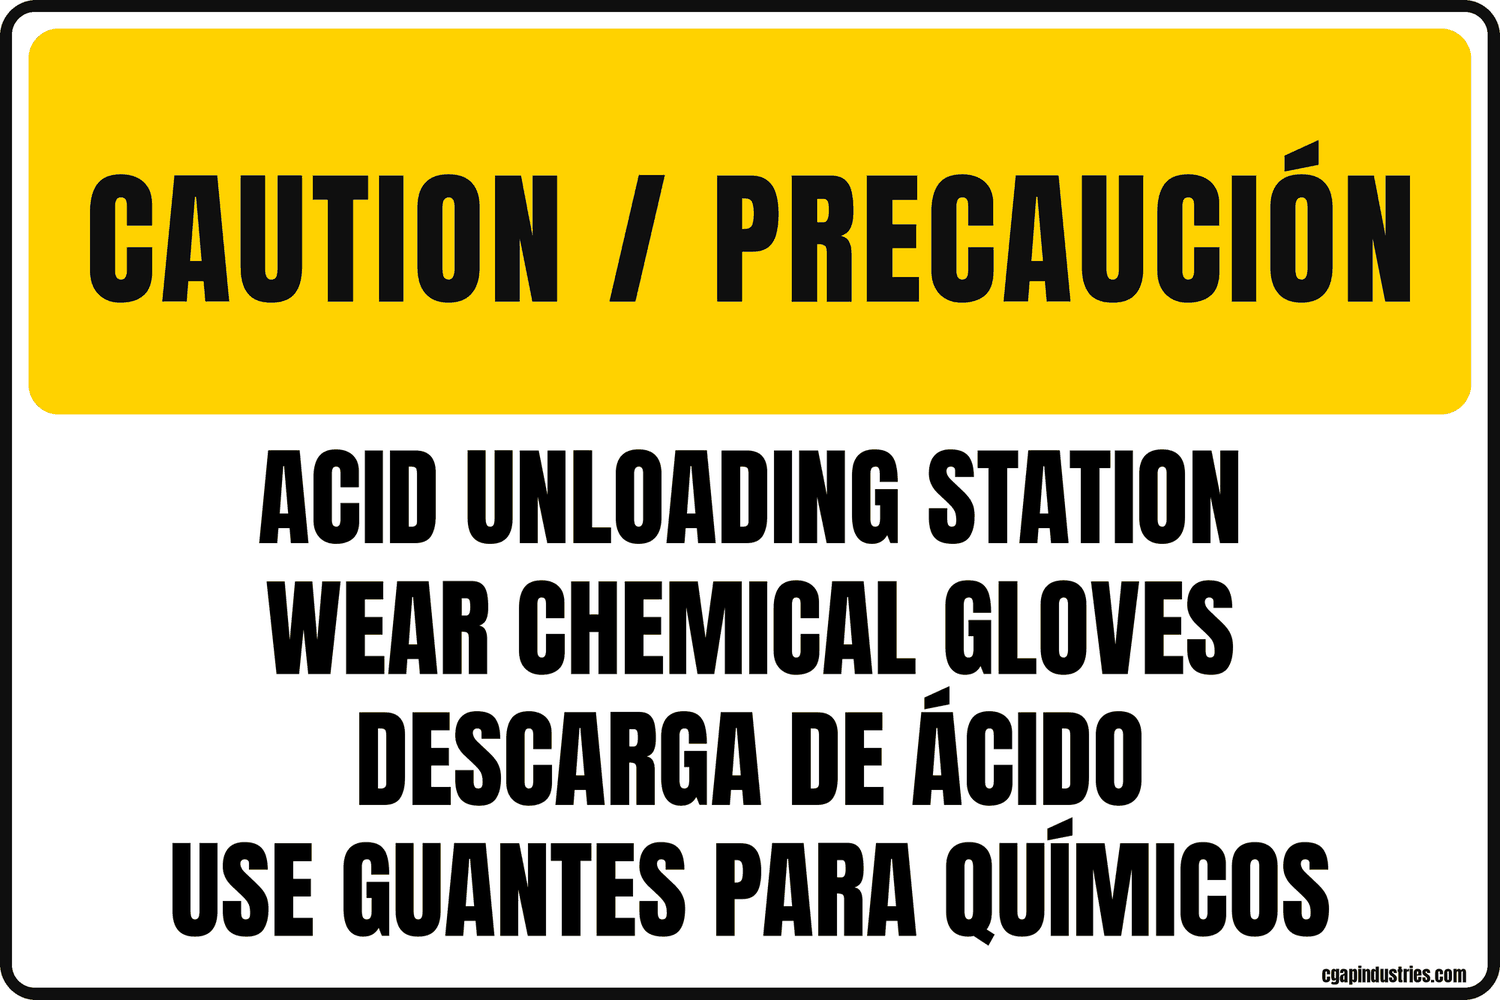 CAUTION / PRECAUCIÓN
ACID UNLOADING STATION
WEAR CHEMICAL GLOVES
DESCARGA DE ÁCIDO
USE GUANTES PARA QUÍMICOS
cgapindustries.com